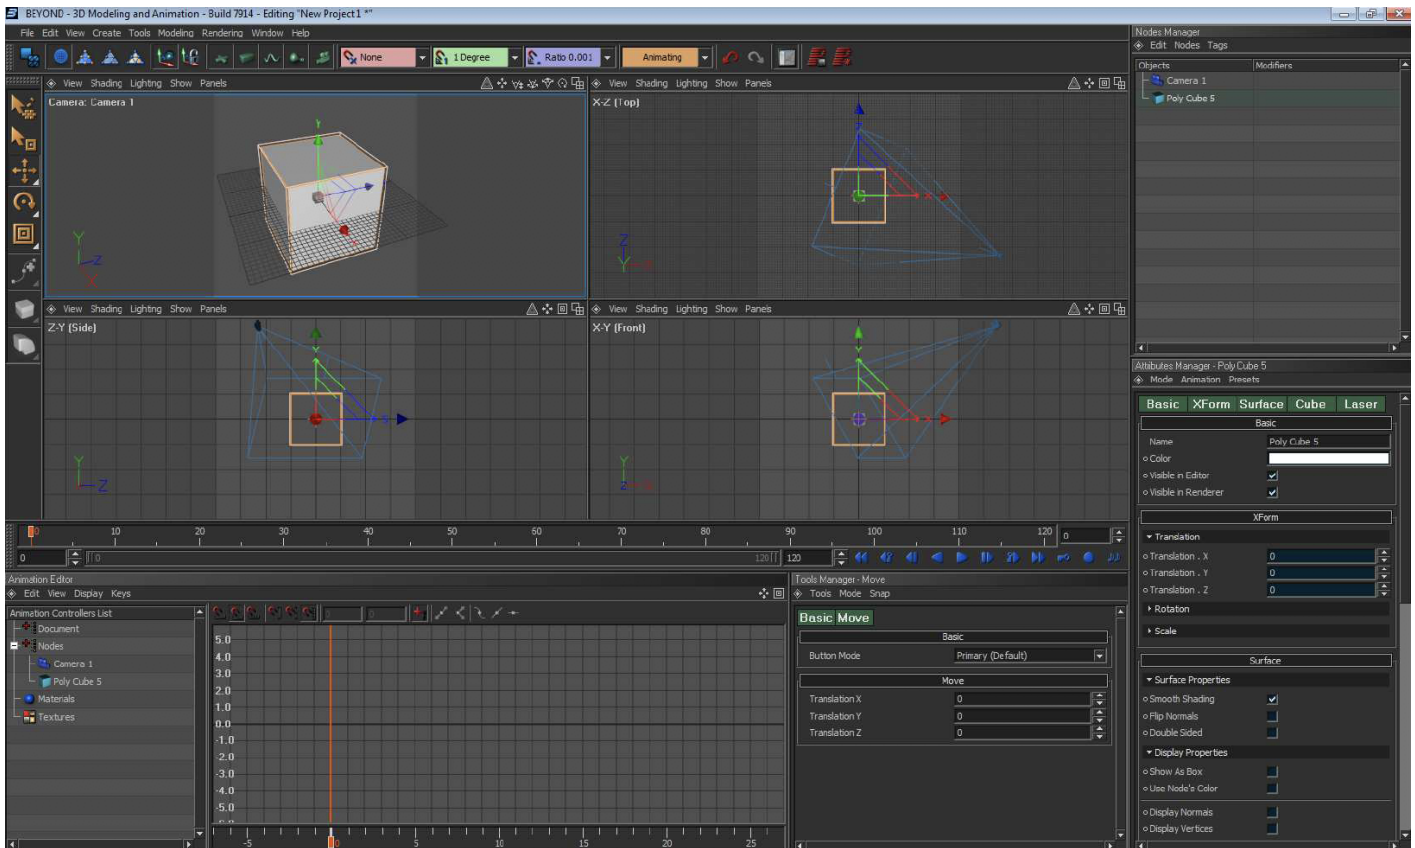 BEYOND - 3D Modeling and Animation - Build 7914 - Editing "New Project1 *"
File Edit View Create Tools Modeling Rendering Window Help
None 1 Degree Ratio 0.001 Animating
View Shading Lighting Show Panels
Camera: Camera 1
Y
Y
Z
X
View Shading Lighting Show Panels
X-Z (Top)
Z
X
Z
Y
View Shading Lighting Show Panels
Z-Y (Side)
Y
Y
Z
View Shading Lighting Show Panels
X-Y (Front)
Y
X
Y
Z
0 10 20 30 40 50 60 70 80 90 100 110 120 0
0 0 120 120
Animation Editor
Edit View Display Keys
Animation Controllers List
Document
Nodes
Camera 1
Poly Cube 5
Materials
Textures
5.0
4.0
3.0
2.0
1.0
0.0
-1.0
-2.0
-3.0
-4.0
-5.0
-5 0 5 10 15 20 25
Tools Manager - Move
Tools Mode Snap
Basic Move
Basic
Button Mode Primary (Default)
Move
Translation X 0
Translation Y 0
Translation Z 0
Nodes Manager
Edit Nodes Tags
Objects Modifiers
Camera 1
Poly Cube 5
Attributes Manager - Poly Cube 5
Mode Animation Presets
Basic XForm Surface Cube Laser
Basic
Name Poly Cube 5
Color
Visible in Editor
Visible in Renderer
XForm
Translation
Translation . X 0
Translation . Y 0
Translation . Z 0
Rotation
Scale
Surface
Surface Properties
Smooth Shading
Flip Normals
Double Sided
Display Properties
Show As Box
Use Node's Color
Display Normals
Display Vertices